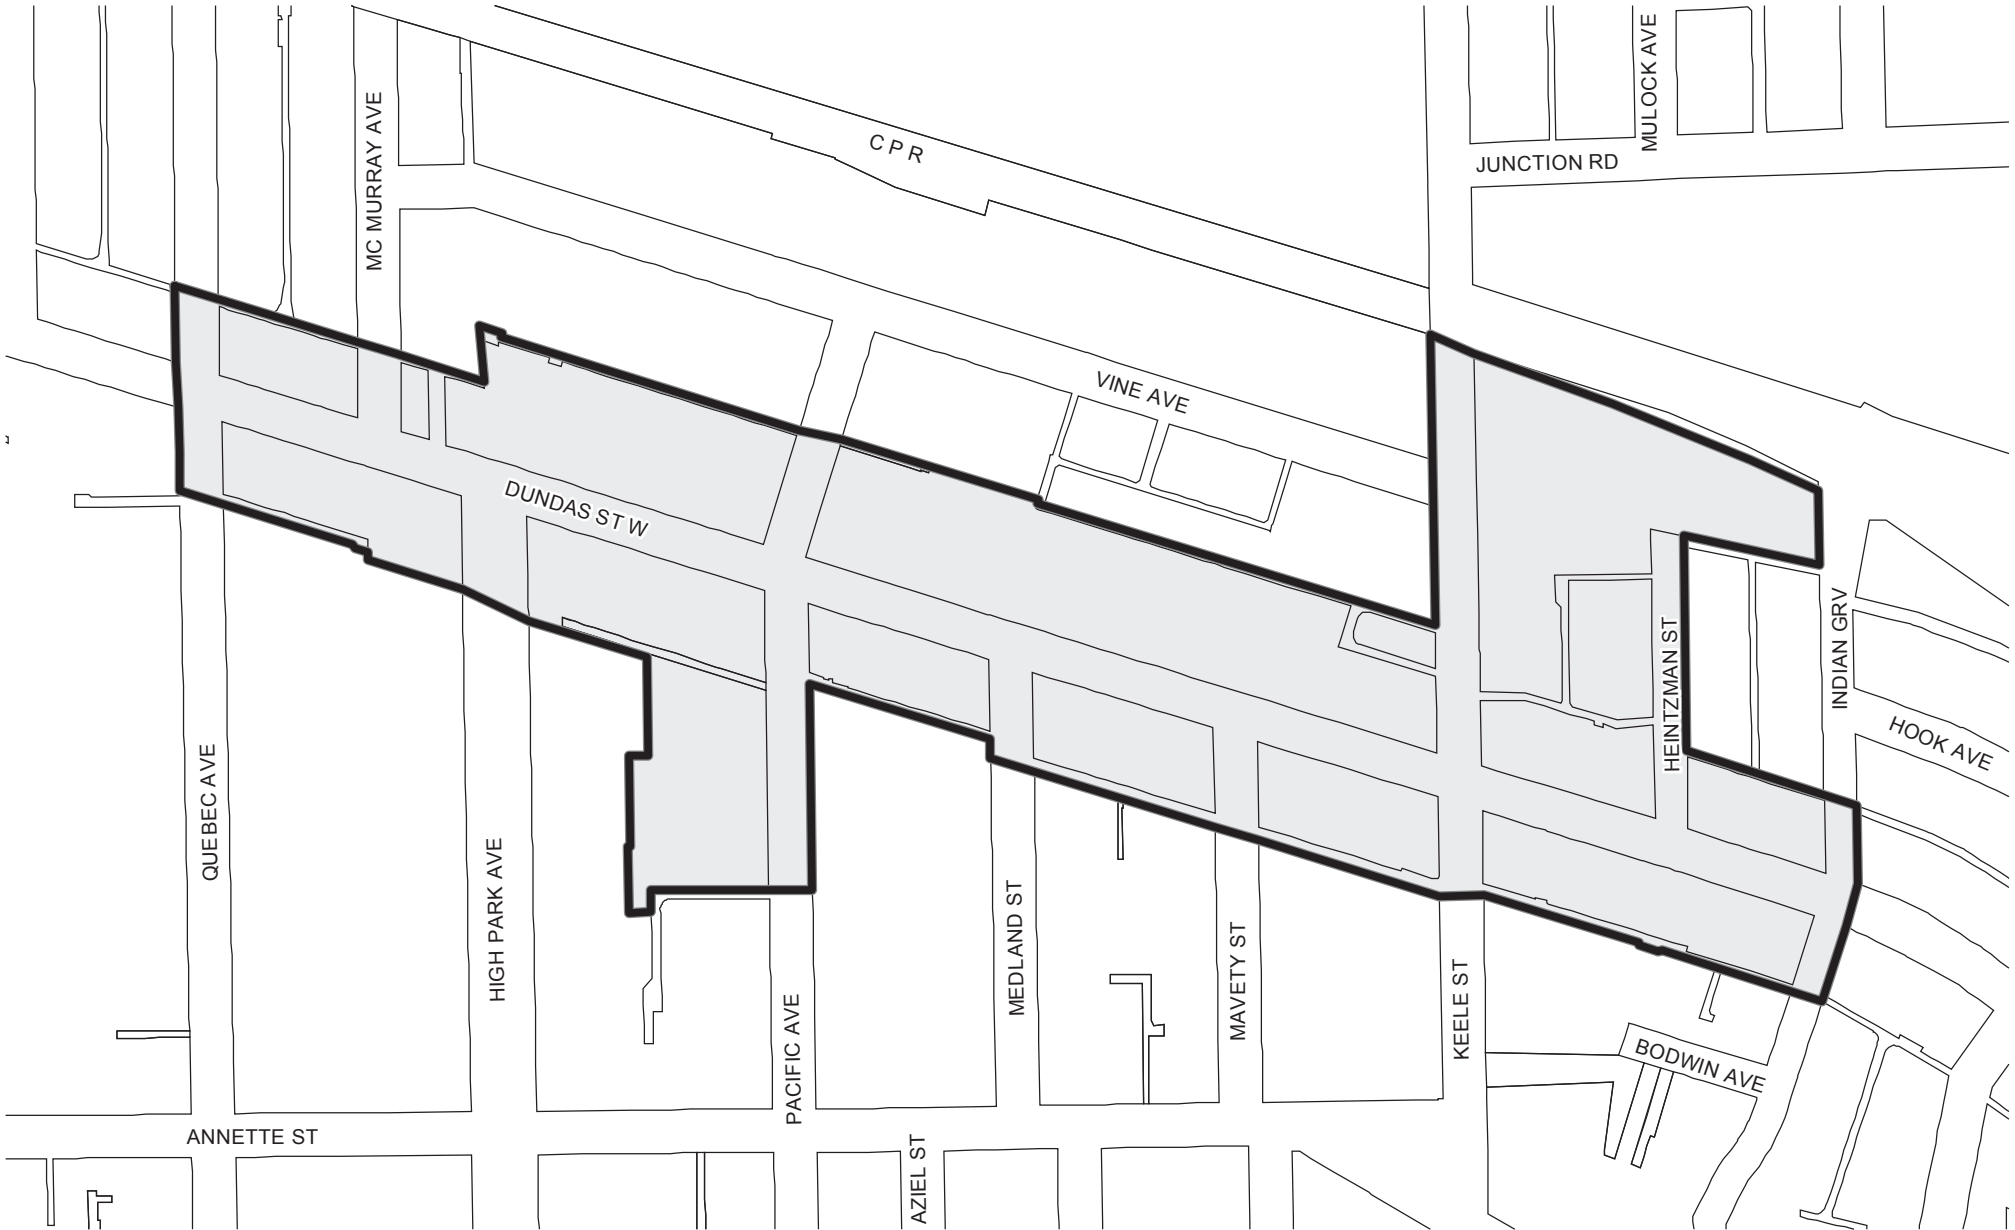 MULOCK AVE
MC MURRAY AVE
C P R
JUNCTION RD
VINE AVE
DUNDAS ST W
HEINTZMAN ST
INDIAN GRV
HOOK AVE
QUEBEC AVE
HIGH PARK AVE
MEDLAND ST
MAVETY ST
KEELE ST
PACIFIC AVE
BODWIN AVE
ANNETTE ST
AZIEL ST